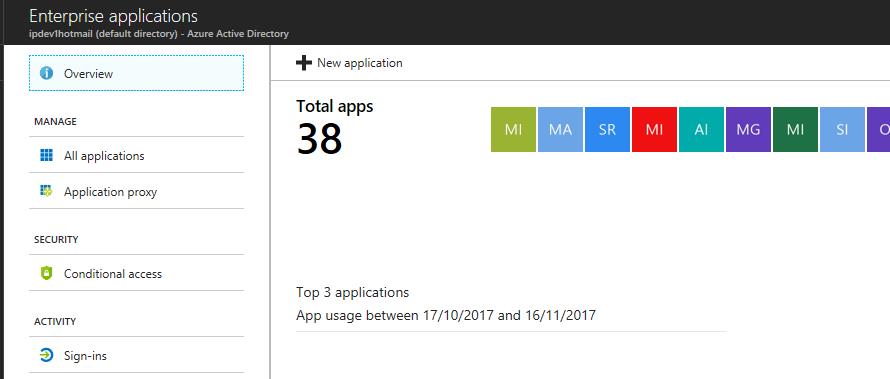 Enterprise applications
ipdev1hotmail (default directory) - Azure Active Directory
Overview
MANAGE
All applications
Application proxy
SECURITY
Conditional access
ACTIVITY
Sign-ins
New application
Total apps
38
MI MA SR MI AI MG MI SI O
Top 3 applications
App usage between 17/10/2017 and 16/11/2017